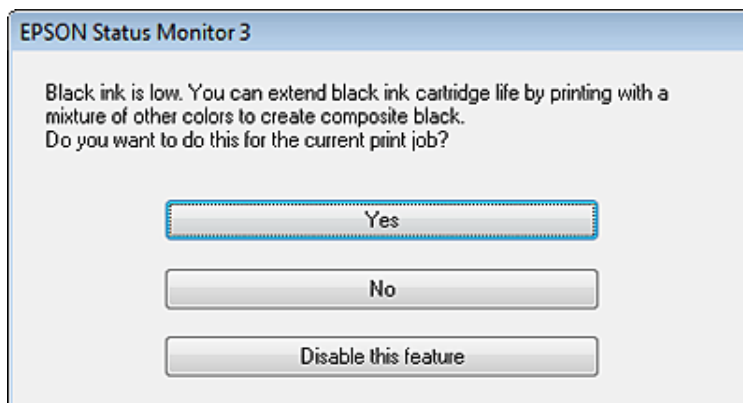 EPSON Status Monitor 3
Black ink is low. You can extend black ink cartridge life by printing with a
mixture of other colors to create composite black.
Do you want to do this for the current print job?
Yes
No
Disable this feature